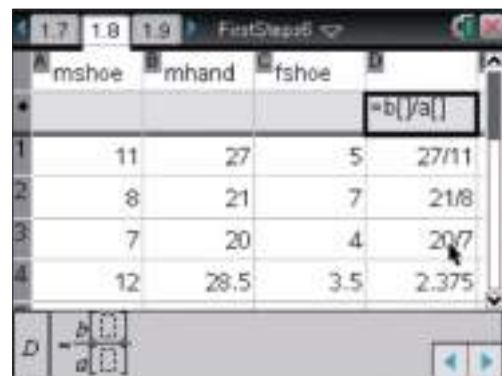 1.7 1.8 1.9 FirstSteps6
A mshoe B mhand C fshoe D
=b[]/a[]
1 11 27 5 27/11
2 8 21 7 21/8
3 7 20 4 20/7
4 12 28.5 3.5 2.375
D =b[]/a[]